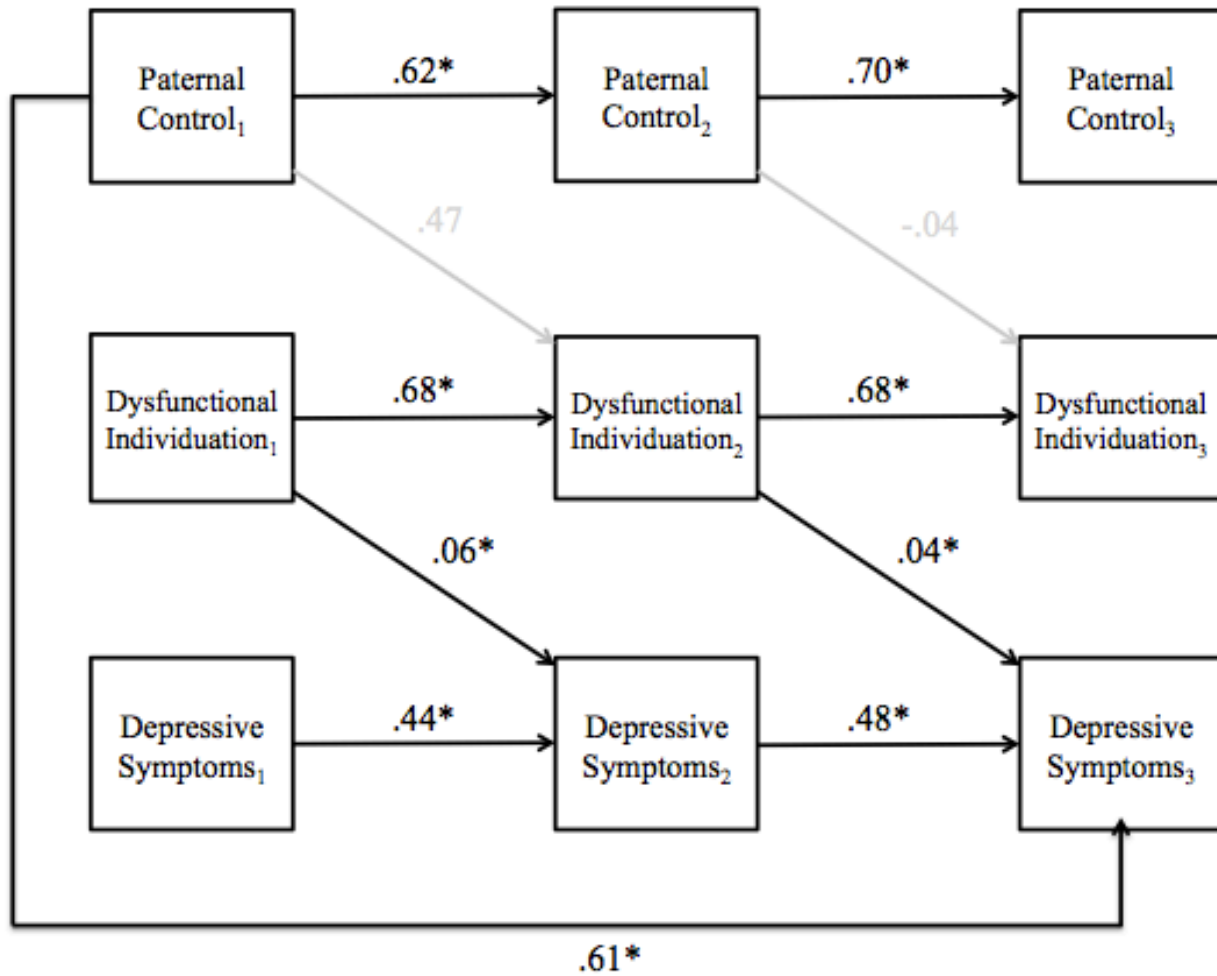 Paternal
Control₁
.62*
Paternal
Control₂
.70*
Paternal
Control₃
.47
-.04
Dysfunctional
Individuation₁
.68*
Dysfunctional
Individuation₂
.68*
Dysfunctional
Individuation₃
.06*
.04*
Depressive
Symptoms₁
.44*
Depressive
Symptoms₂
.48*
Depressive
Symptoms₃
.61*